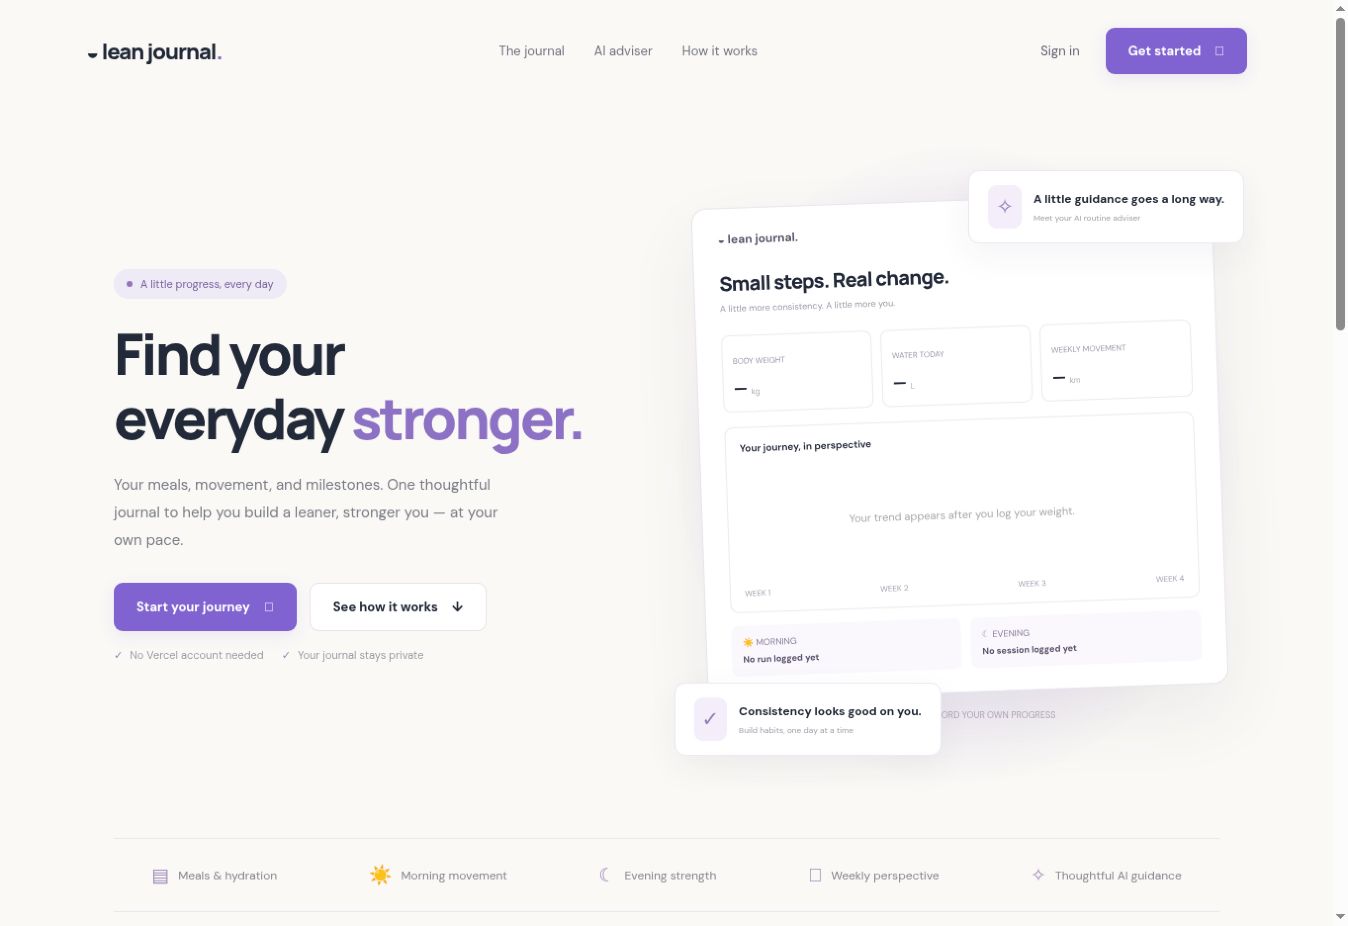 lean journal.
The journal
AI adviser
How it works
Sign in
Get started
A little progress, every day
Find your
everyday stronger.
Your meals, movement, and milestones. One thoughtful
journal to help you build a leaner, stronger you — at your
own pace.
Start your journey
See how it works ↓
✓ No Vercel account needed
✓ Your journal stays private
✧ A little guidance goes a long way.
Meet your AI routine adviser
lean journal.
Small steps. Real change.
A little more consistency. A little more you.
BODY WEIGHT
— kg
WATER TODAY
— L
WEEKLY MOVEMENT
— km
Your journey, in perspective
Your trend appears after you log your weight.
WEEK 1
WEEK 2
WEEK 3
WEEK 4
☀️ MORNING
No run logged yet
☾ EVENING
No session logged yet
✓ Consistency looks good on you.
Build habits, one day at a time
ORD YOUR OWN PROGRESS
▤ Meals & hydration
☀️ Morning movement
☾ Evening strength
Weekly perspective
✧ Thoughtful AI guidance